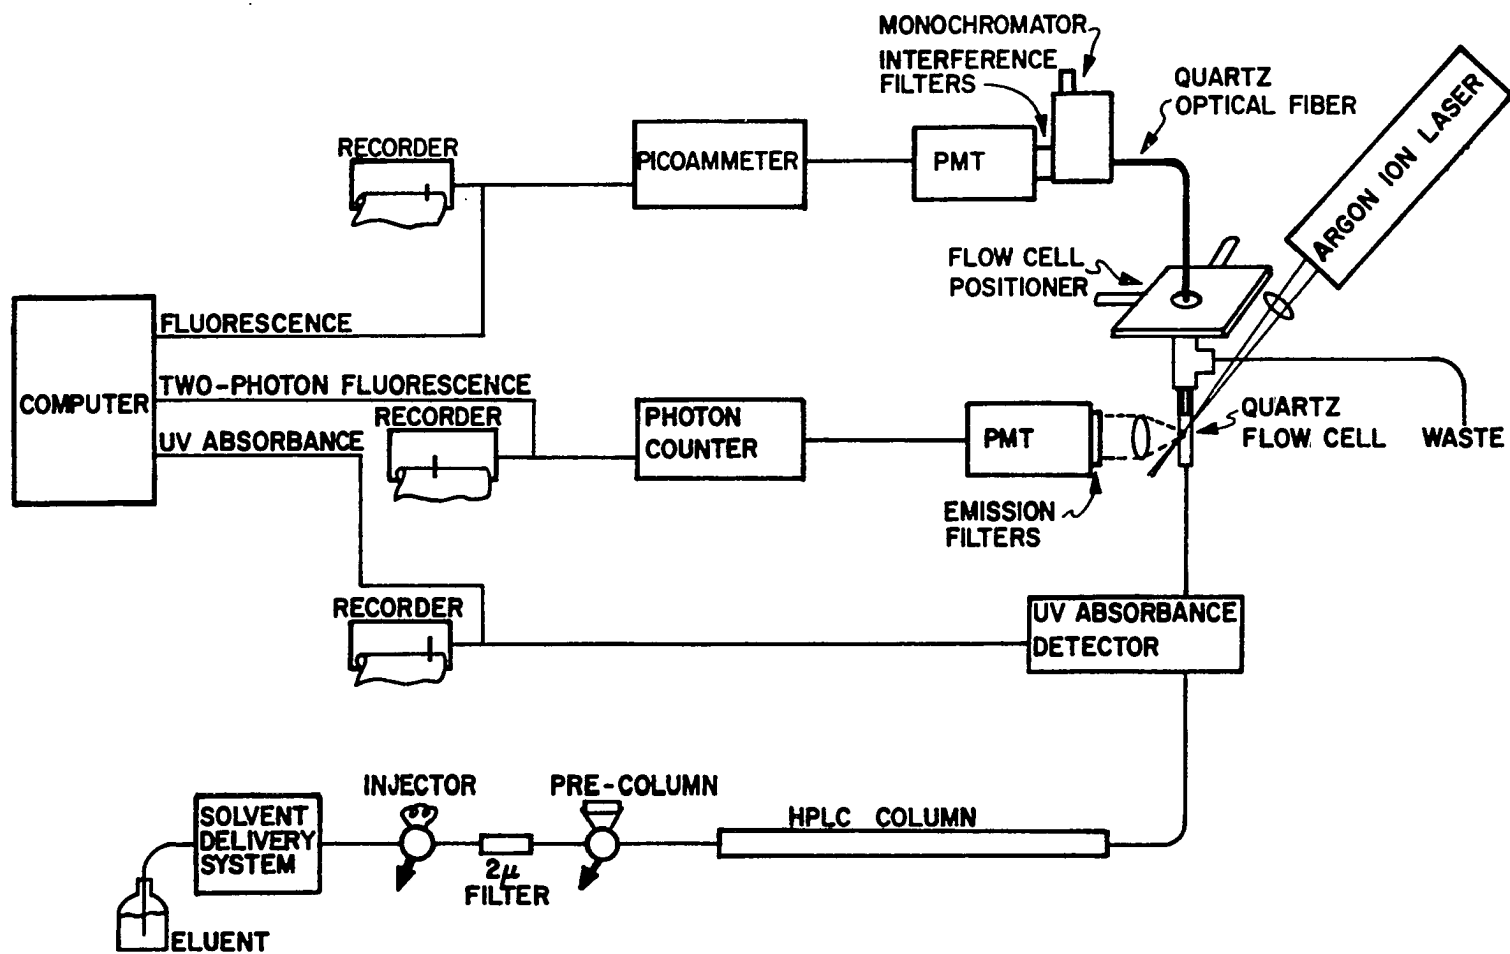 MONOCHROMATOR
INTERFERENCE
FILTERS
QUARTZ
OPTICAL FIBER
ARGON ION LASER
RECORDER
PICOAMMETER
PMT
FLOW CELL
POSITIONER
FLUORESCENCE
TWO-PHOTON FLUORESCENCE
COMPUTER
UV ABSORBANCE
RECORDER
PHOTON
COUNTER
PMT
QUARTZ
FLOW CELL
WASTE
EMISSION
FILTERS
RECORDER
UV ABSORBANCE
DETECTOR
INJECTOR
PRE-COLUMN
HPLC COLUMN
SOLVENT
DELIVERY
SYSTEM
2μ
FILTER
ELUENT